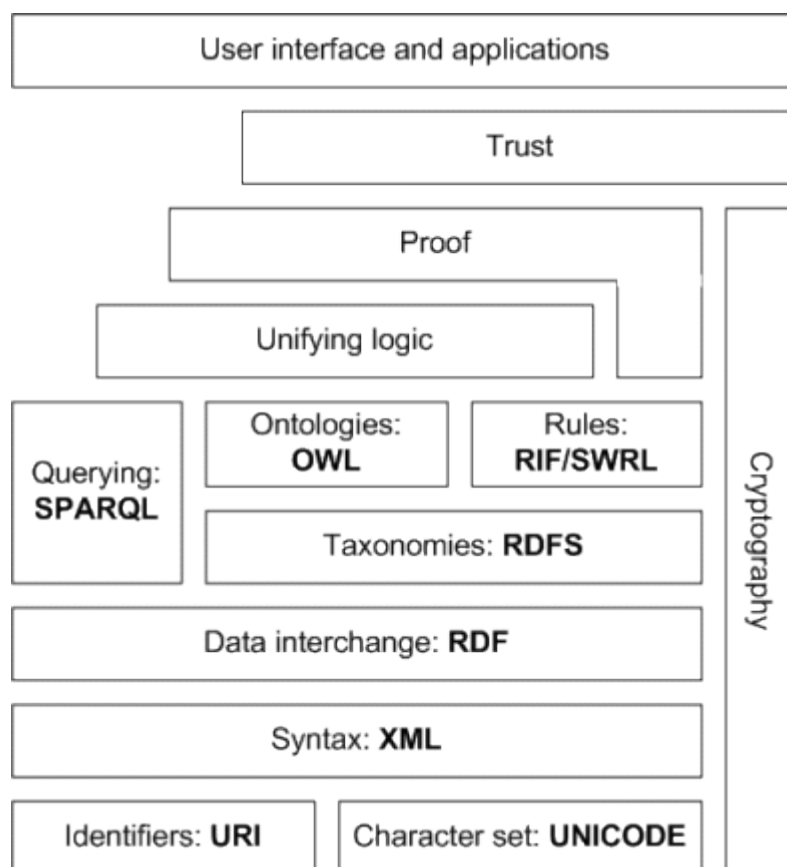 User interface and applications
Trust
Proof
Unifying logic
Querying:
SPARQL
Ontologies:
OWL
Rules:
RIF/SWRL
Taxonomies: RDFS
Cryptography
Data interchange: RDF
Syntax: XML
Identifiers: URI
Character set: UNICODE